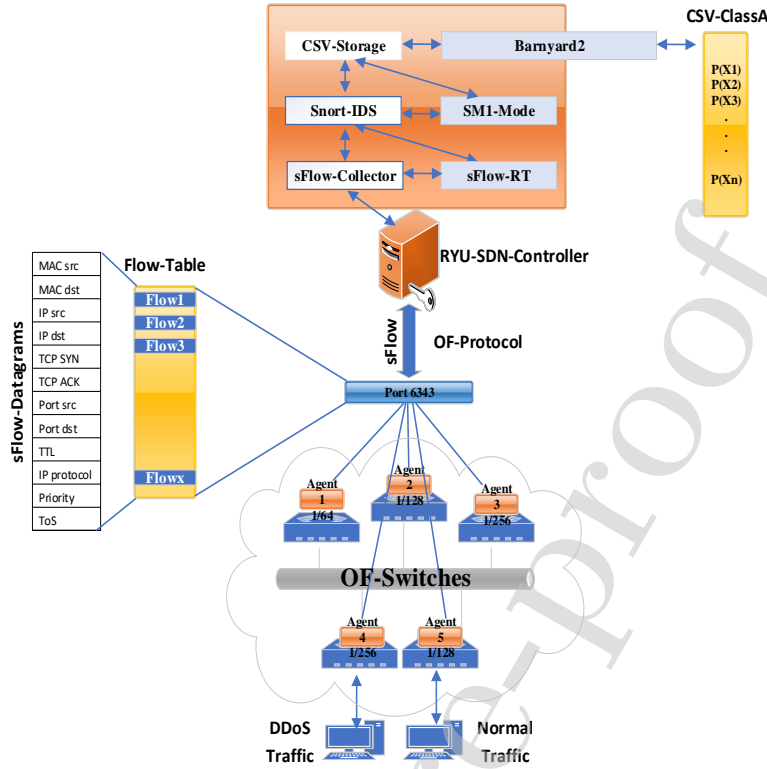 CSV-ClassA
CSV-Storage
Barnyard2
P(X1)
P(X2)
P(X3)
.
.
.
P(Xn)
Snort-IDS
SM1-Mode
sFlow-Collector
sFlow-RT
RYU-SDN-Controller
sFlow-Datagrams
MAC src
MAC dst
IP src
IP dst
TCP SYN
TCP ACK
Port src
Port dst
TTL
IP protocol
Priority
ToS
Flow-Table
Flow1
Flow2
Flow3
Flowx
sFlow
OF-Protocol
Port 6343
Agent
1
1/64
Agent
2
1/128
Agent
3
1/256
OF-Switches
Agent
4
1/256
Agent
5
1/128
DDoS
Traffic
Normal
Traffic
e-proof